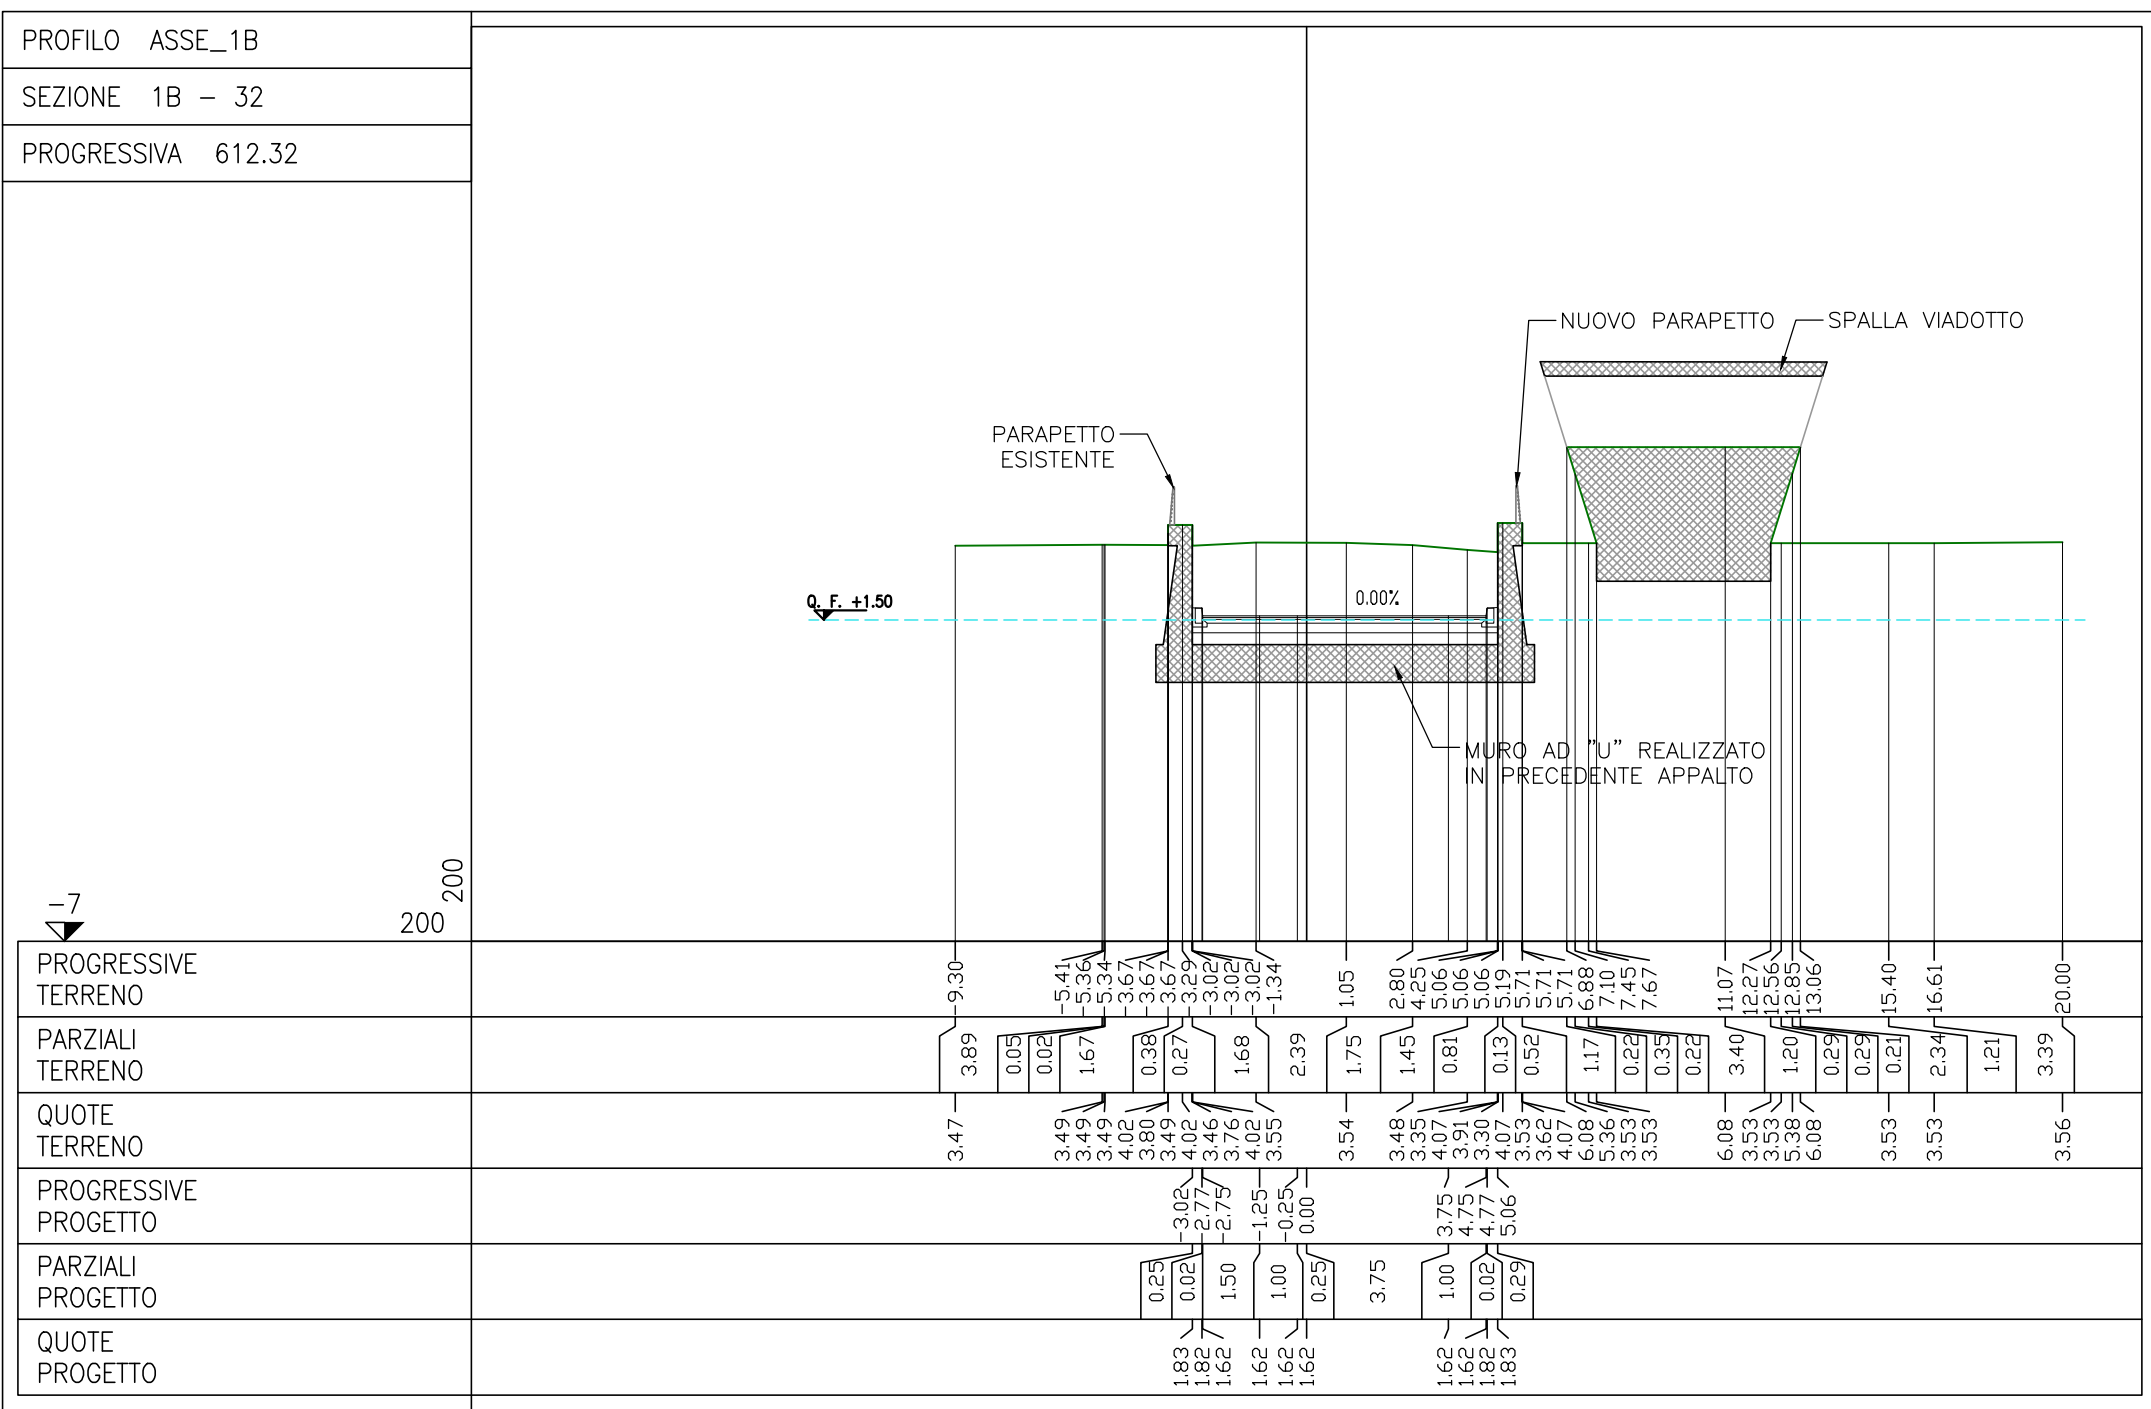 PROFILO ASSE_1B
SEZIONE 1B - 32
PROGRESSIVA 612.32
NUOVO PARAPETTO
SPALLA VIADOTTO
PARAPETTO
ESISTENTE
Q. F. +1.50
0.00%
MURO AD "U" REALIZZATO
IN PRECEDENTE APPALTO
-7
200
200
PROGRESSIVE
TERRENO
-9.30 -5.41 -5.36 -5.34 -3.67 -3.67 -3.67 -3.29 -3.02 -3.02 -3.02 -1.34 1.05 2.80 4.25 5.06 5.06 5.06 5.19 5.71 5.71 5.71 6.88 7.10 7.45 7.67 11.07 12.27 12.56 12.85 13.06 15.40 16.61 20.00
PARZIALI
TERRENO
3.89 0.05 0.02 1.67 0.38 0.27 1.68 2.39 1.75 1.45 0.81 0.13 0.52 1.17 0.22 0.35 0.22 3.40 1.20 0.29 0.29 0.21 2.34 1.21 3.39
QUOTE
TERRENO
3.47 3.49 3.49 3.49 4.02 3.80 3.49 4.02 3.46 3.76 4.02 3.55 3.54 3.48 3.35 4.07 3.91 3.30 4.07 3.53 3.62 4.07 6.08 5.36 3.53 3.53 6.08 3.53 3.53 5.38 6.08 3.53 3.53 3.56
PROGRESSIVE
PROGETTO
-3.02 -2.77 -2.75 -1.25 -0.25 0.00 3.75 4.75 4.77 5.06
PARZIALI
PROGETTO
0.25 0.02 1.50 1.00 0.25 3.75 1.00 0.02 0.29
QUOTE
PROGETTO
1.83 1.82 1.62 1.62 1.62 1.62 1.62 1.62 1.82 1.83